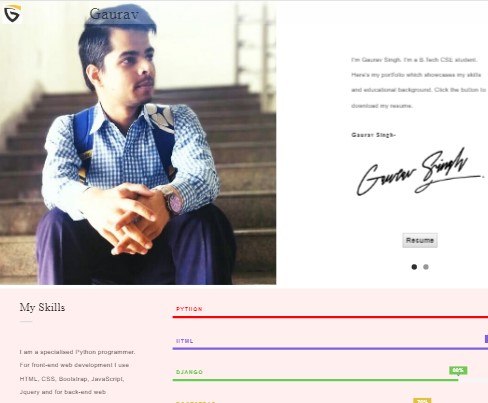 Gaurav
I'm Gaurav Singh. I'm a B. Tech CSE student.
Here's my portfolio which showcases my skills
and educational background. Click the button to
download my resume.
Gaurav Singh-
Gaurav Singh.
Resume
My Skills
PYTHON
I am a specialised Python programmer.
For front-end web development I use
HTML, CSS, Bootstrap, JavaScript,
Jquery and for back-end web
HTML
DJANGO
90%
BOOTSTRAP